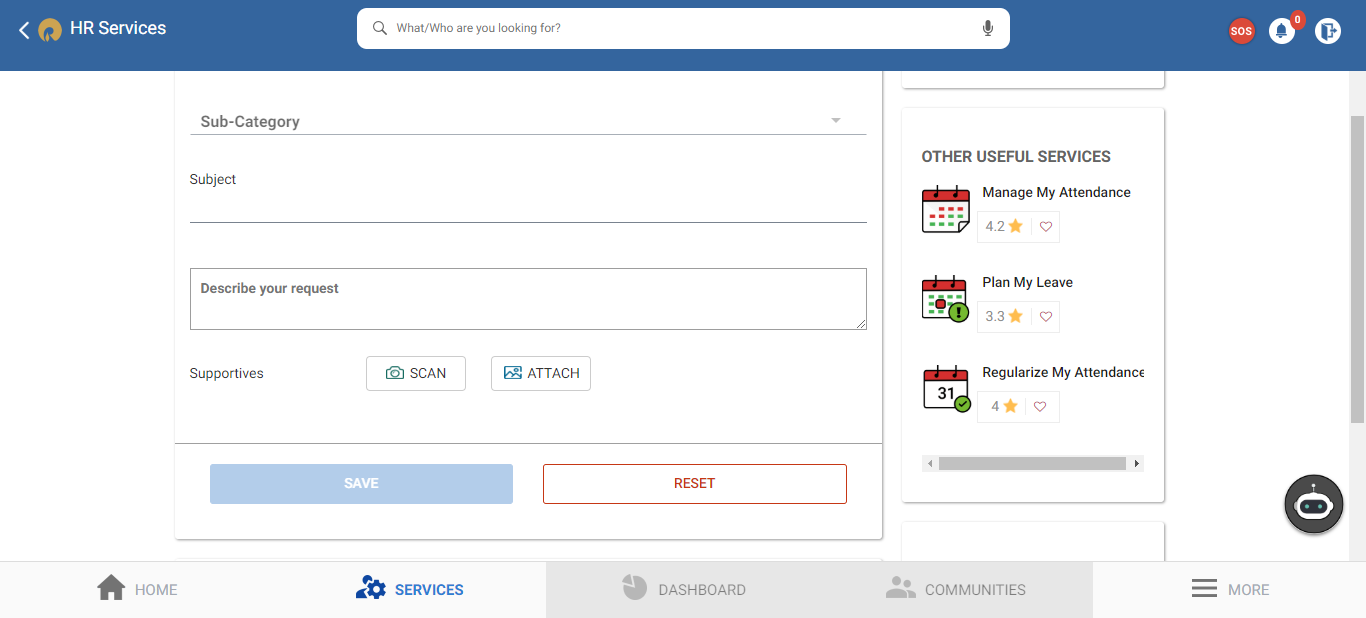 HR Services
What/Who are you looking for?
SOS
0
Sub-Category
Subject
Describe your request
Supportives
SCAN
ATTACH
SAVE
RESET
OTHER USEFUL SERVICES
Manage My Attendance
4.2
Plan My Leave
3.3
Regularize My Attendance
31
4
HOME
SERVICES
DASHBOARD
COMMUNITIES
MORE